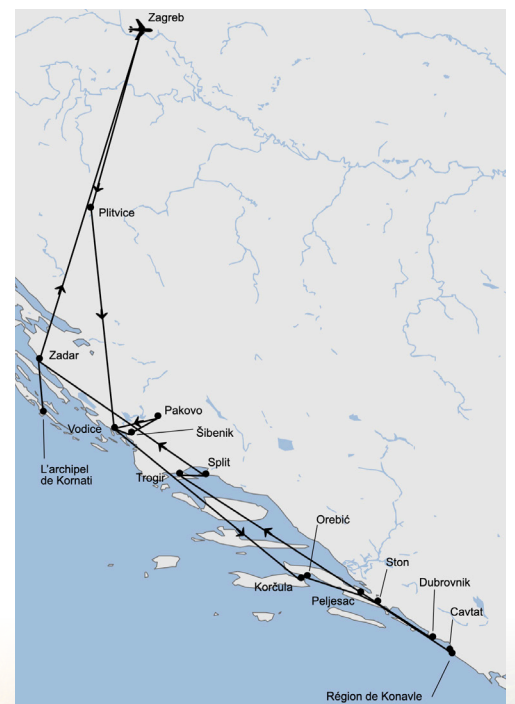 Zagreb
Plitvice
Zadar
Pakovo
Vodice
Šibenik
L'archipel
de Kornati
Split
Trogir
Orebić
Ston
Korčula
Peljesac
Dubrovnik
Cavtat
Région de Konavle